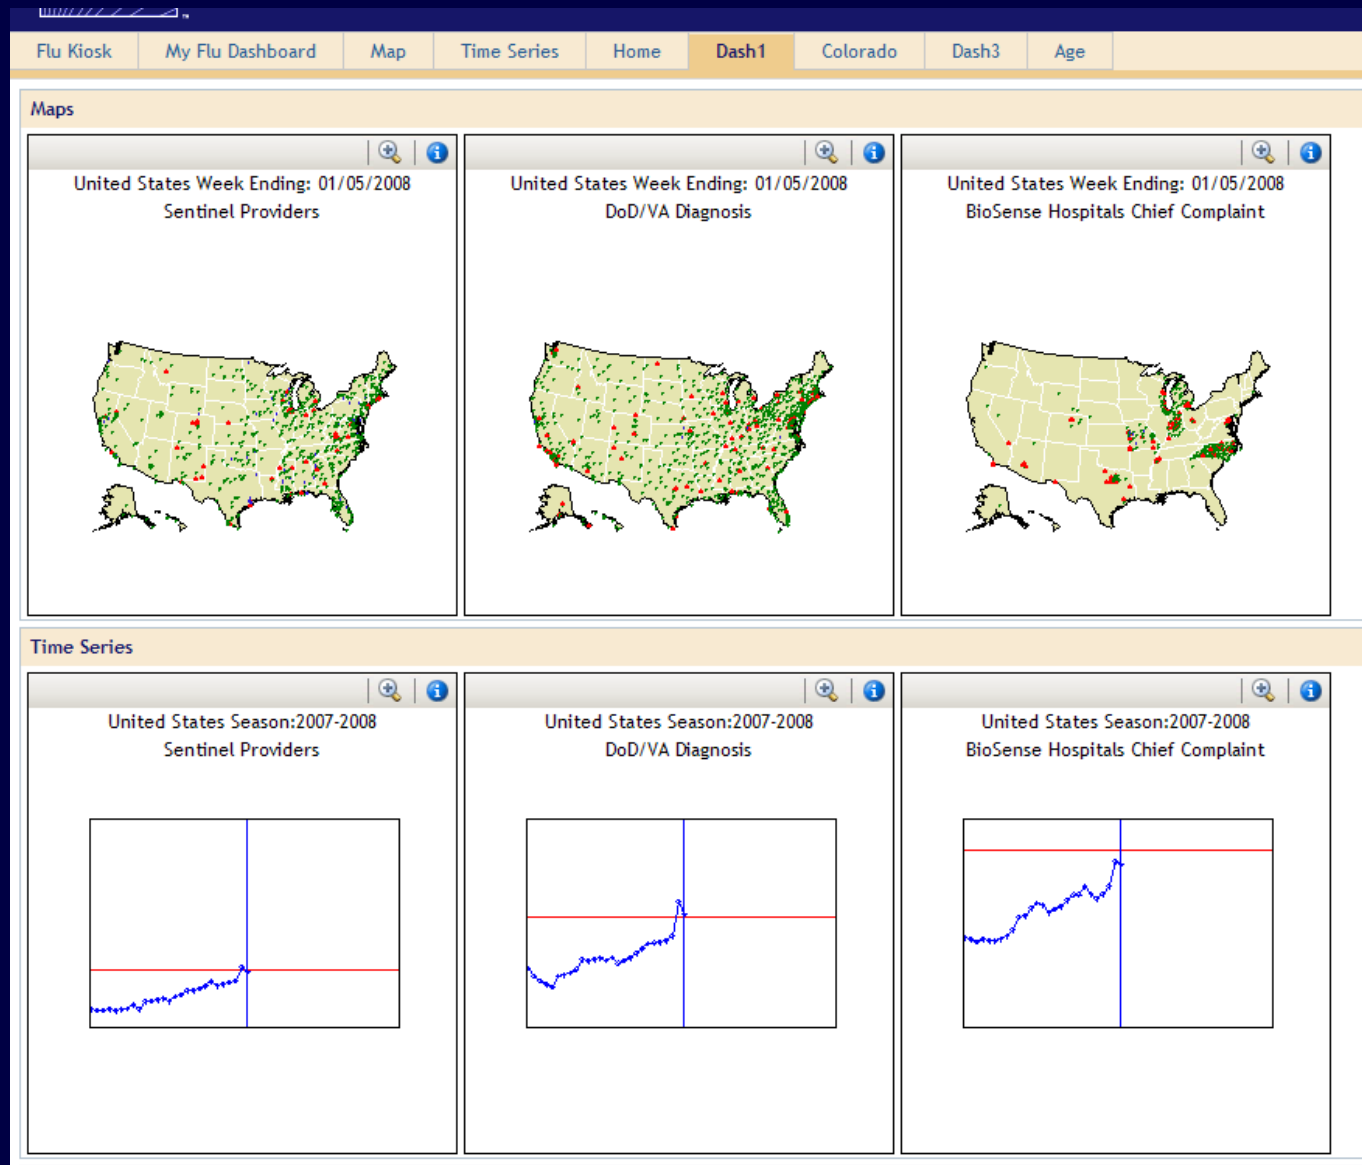 Flu Kiosk My Flu Dashboard Map Time Series Home Dash1 Colorado Dash3 Age
Maps
United States Week Ending: 01/05/2008
Sentinel Providers
United States Week Ending: 01/05/2008
DoD/VA Diagnosis
United States Week Ending: 01/05/2008
BioSense Hospitals Chief Complaint
Time Series
United States Season:2007-2008
Sentinel Providers
United States Season:2007-2008
DoD/VA Diagnosis
United States Season:2007-2008
BioSense Hospitals Chief Complaint